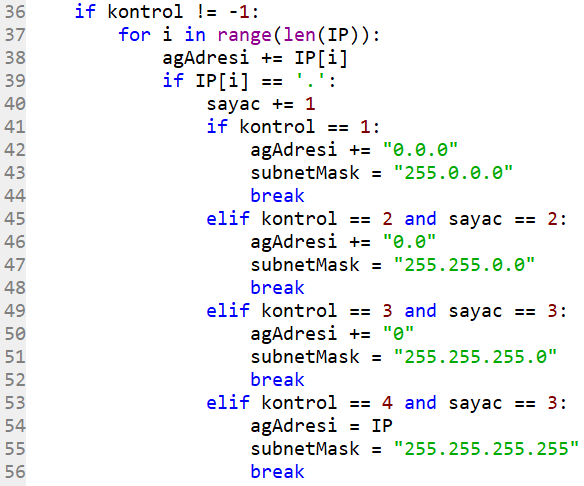 36     if kontrol != -1:
37         for i in range(len(IP)):
38             agAdresi += IP[i]
39             if IP[i] == '.':
40                 sayac += 1
41                 if kontrol == 1:
42                     agAdresi += "0.0.0"
43                     subnetMask = "255.0.0.0"
44                     break
45                 elif kontrol == 2 and sayac == 2:
46                     agAdresi += "0.0"
47                     subnetMask = "255.255.0.0"
48                     break
49                 elif kontrol == 3 and sayac == 3:
50                     agAdresi += "0"
51                     subnetMask = "255.255.255.0"
52                     break
53                 elif kontrol == 4 and sayac == 3:
54                     agAdresi = IP
55                     subnetMask = "255.255.255.255"
56                     break